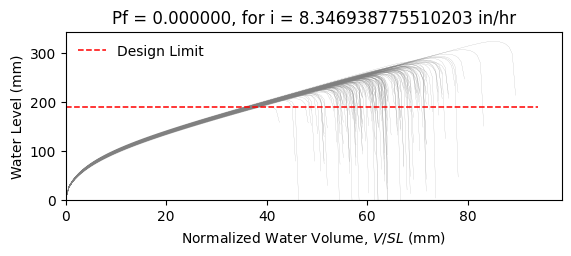 Pf = 0.000000, for i = 8.346938775510203 in/hr
Water Level (mm)
300
200
100
0
Design Limit
0 20 40 60 80
Normalized Water Volume, V/SL (mm)